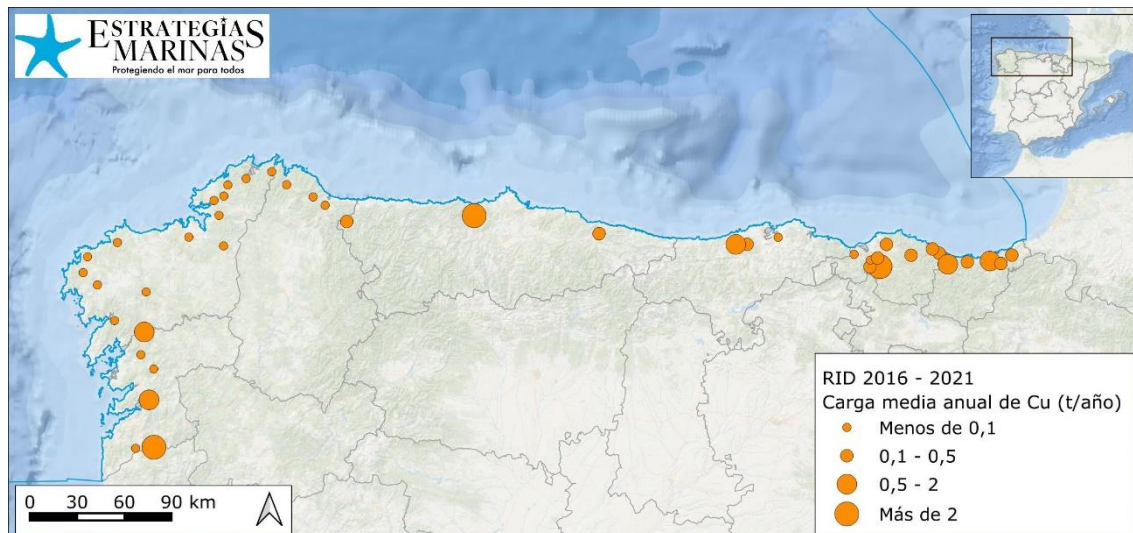 ESTRATEGIAS
MARINAS
Protegiendo el mar para todos
RID 2016 - 2021
Carga media anual de Cu (t/año)
Menos de 0,1
0,1 - 0,5
0,5 - 2
Más de 2
0 30 60 90 km